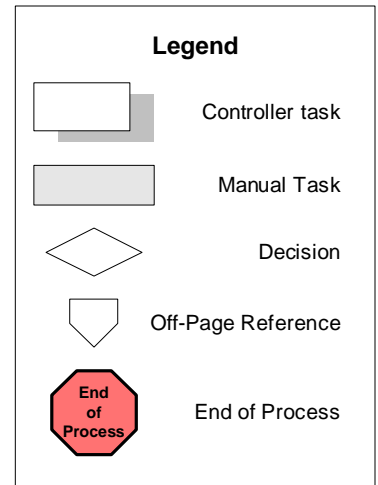 Legend
Controller task
Manual Task
Decision
Off-Page Reference
End
of
Process
End of Process